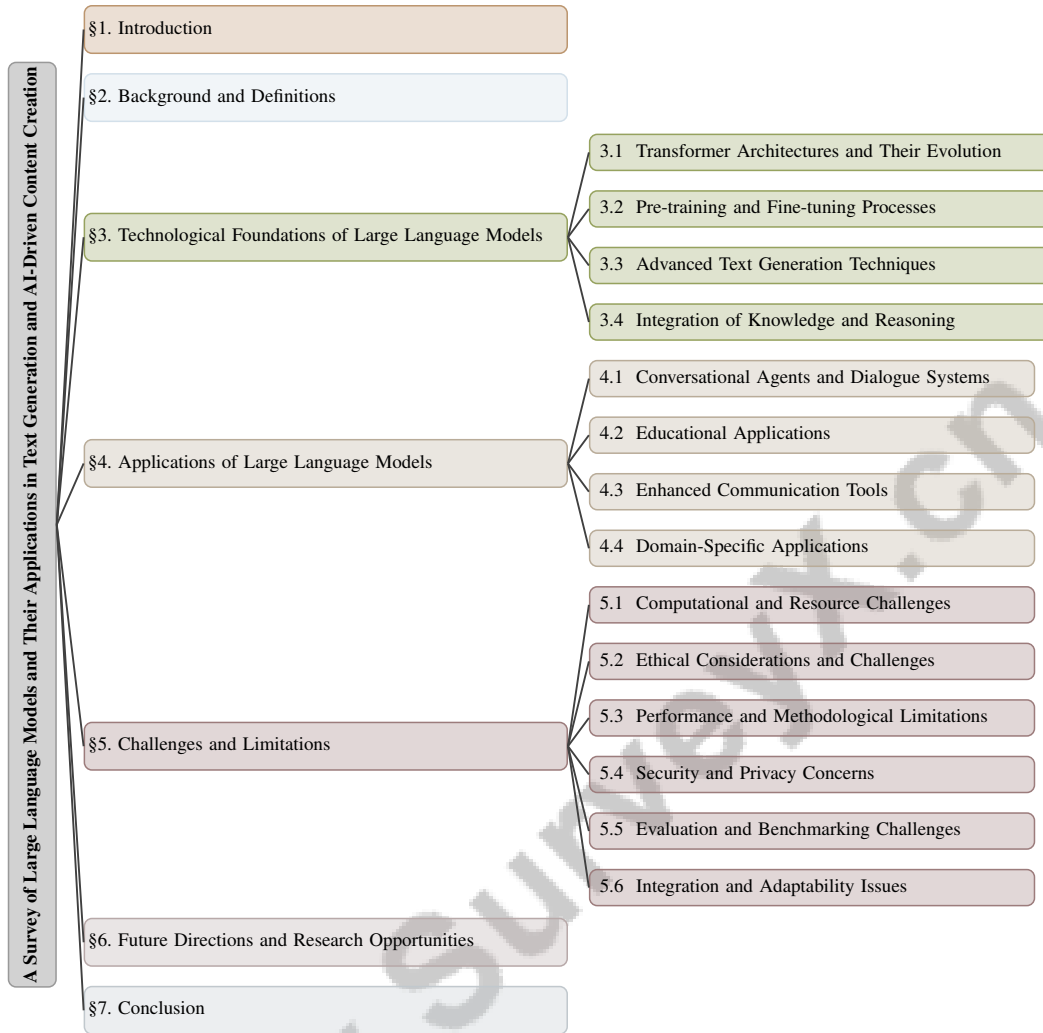 A Survey of Large Language Models and Their Applications in Text Generation and AI-Driven Content Creation
§1. Introduction
§2. Background and Definitions
§3. Technological Foundations of Large Language Models
3.1 Transformer Architectures and Their Evolution
3.2 Pre-training and Fine-tuning Processes
3.3 Advanced Text Generation Techniques
3.4 Integration of Knowledge and Reasoning
§4. Applications of Large Language Models
4.1 Conversational Agents and Dialogue Systems
4.2 Educational Applications
4.3 Enhanced Communication Tools
4.4 Domain-Specific Applications
§5. Challenges and Limitations
5.1 Computational and Resource Challenges
5.2 Ethical Considerations and Challenges
5.3 Performance and Methodological Limitations
5.4 Security and Privacy Concerns
5.5 Evaluation and Benchmarking Challenges
5.6 Integration and Adaptability Issues
§6. Future Directions and Research Opportunities
§7. Conclusion
SurveyX.cn